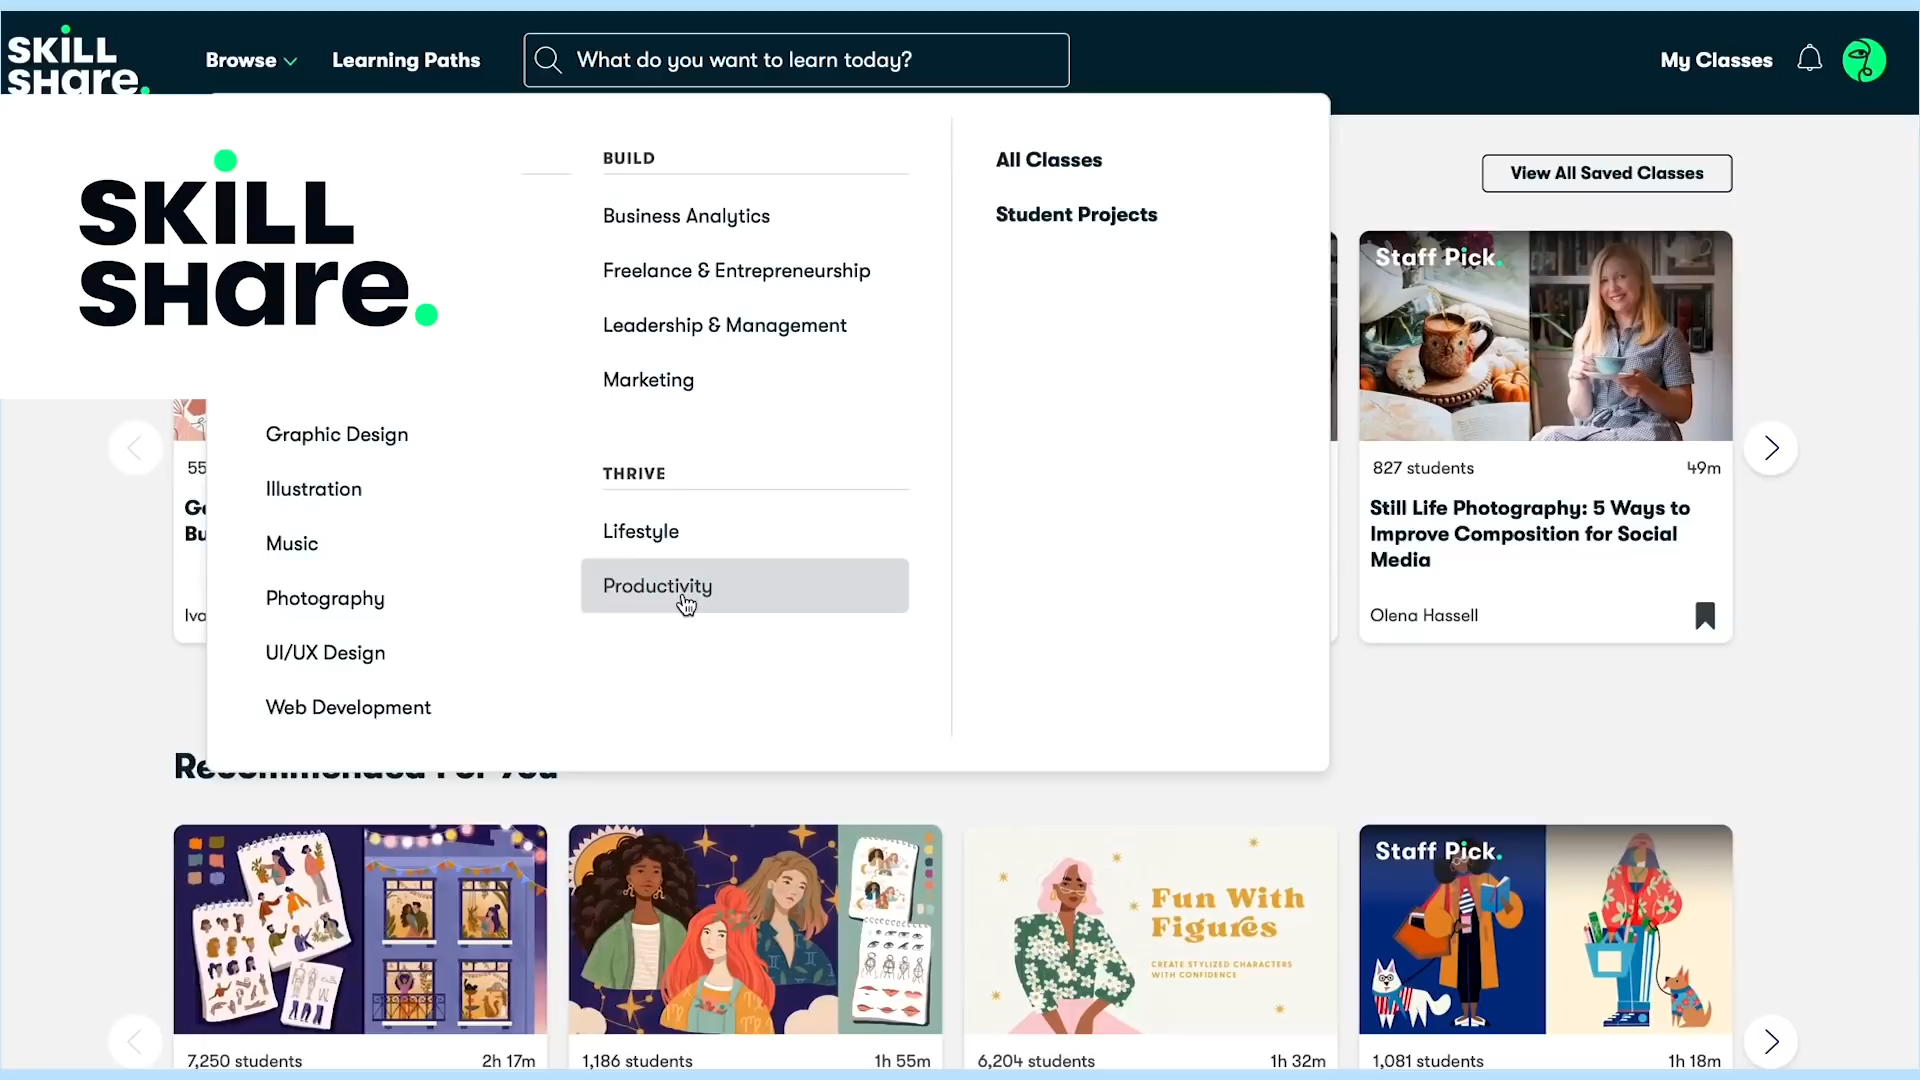 SKiLL
SHare.
Browse
Learning Paths
What do you want to learn today?
My Classes
SKiLL
SHare.
BUILD
Business Analytics
Freelance & Entrepreneurship
Leadership & Management
Marketing
THRIVE
Lifestyle
Productivity
All Classes
Student Projects
View All Saved Classes
Graphic Design
Illustration
Music
Photography
UI/UX Design
Web Development
55
Staff Pick.
827 students
49m
Still Life Photography: 5 Ways to
Improve Composition for Social
Media
Olena Hassell
Recommended For You
Fun With
Figures
CREATE STYLIZED CHARACTERS
WITH CONFIDENCE
Staff Pick.
7,250 students
2h 17m
1,186 students
1h 55m
6,204 students
1h 32m
1,081 students
1h 18m